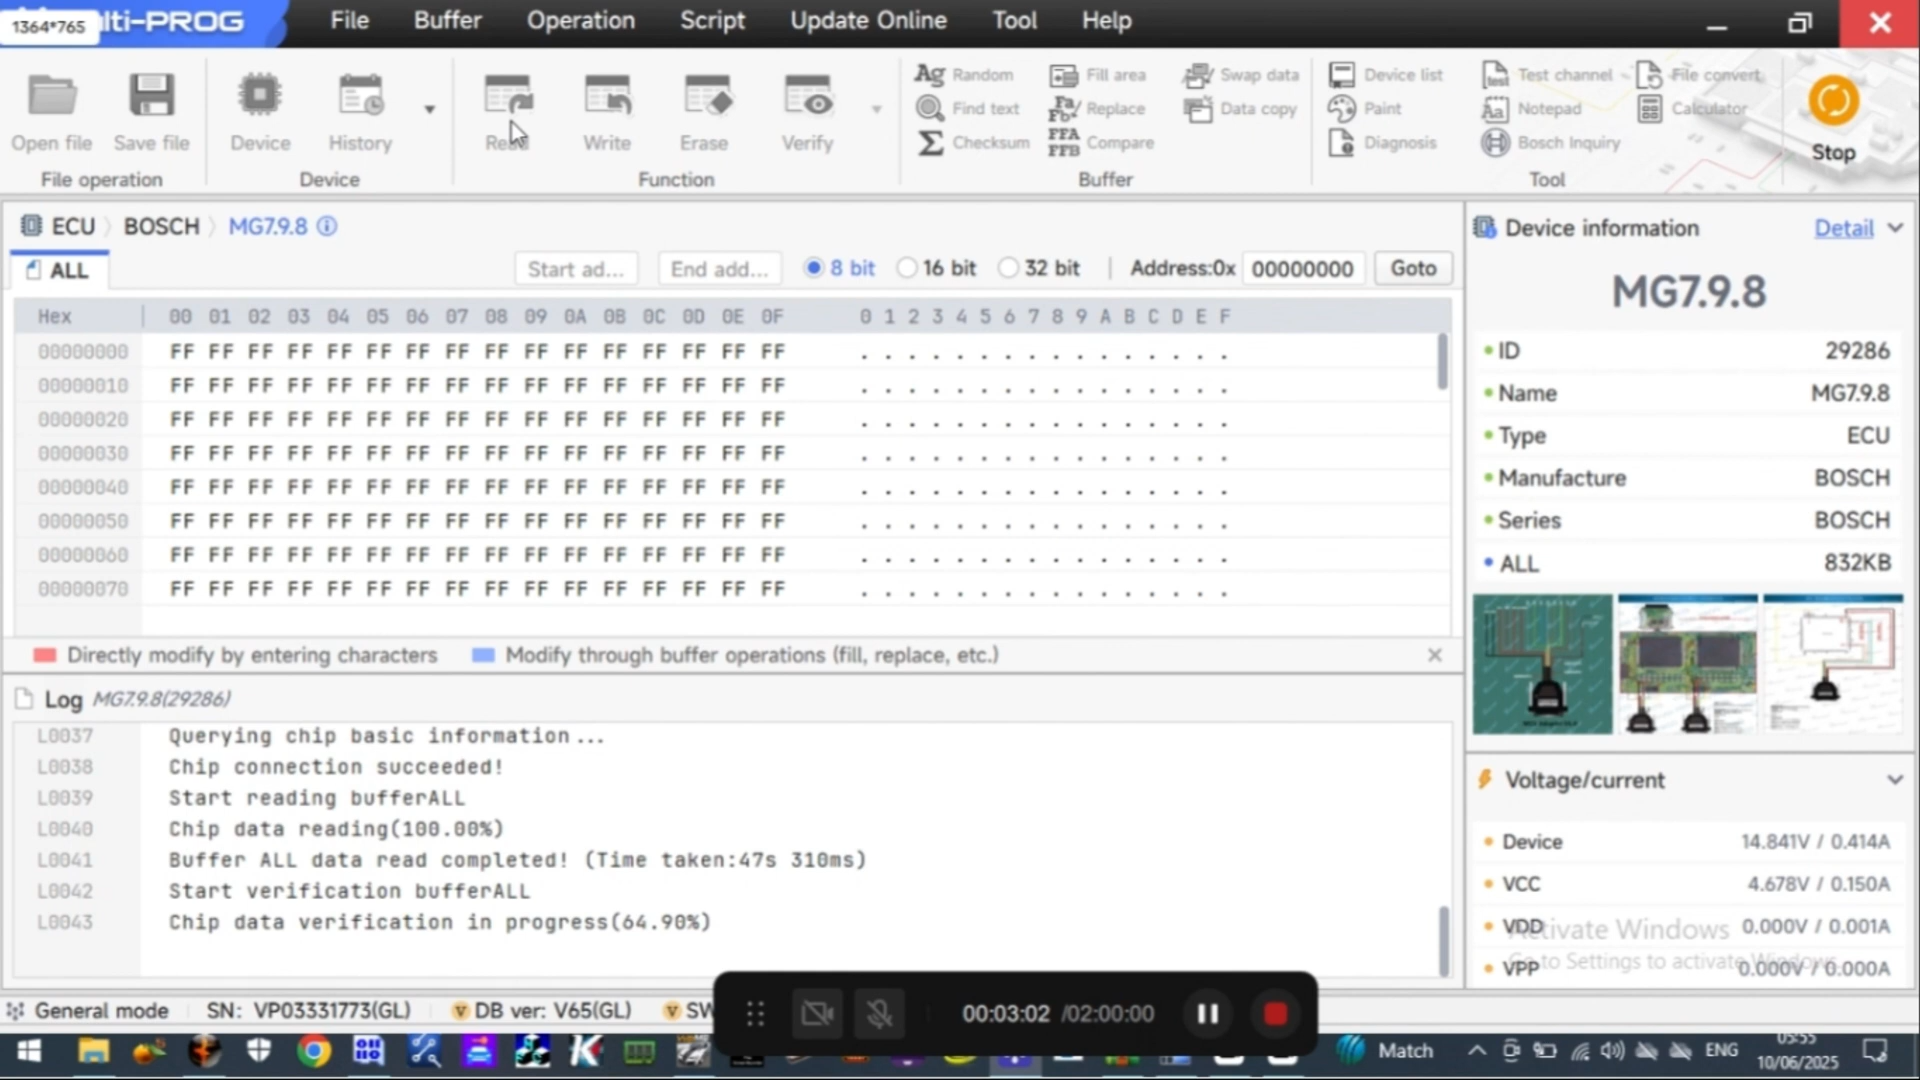 1364*765
lti-PROG
File Buffer Operation Script Update Online Tool Help
Open file Save file Device History Read Write Erase Verify
Random Fill area Swap data
Find text Replace Data copy
Checksum Compare
Device list Test channel File convert
Paint Notepad Calculator
Diagnosis Bosch Inquiry
Stop
File operation Device Function Buffer Tool
ECU BOSCH MG7.9.8
ALL Start ad... End add... 8 bit 16 bit 32 bit | Address:0x 00000000 Goto
Hex 00 01 02 03 04 05 06 07 08 09 0A 0B 0C 0D 0E 0F 0 1 2 3 4 5 6 7 8 9 A B C D E F
00000000 FF FF FF FF FF FF FF FF FF FF FF FF FF FF FF FF . . . . . . . . . . . . . . . .
00000010 FF FF FF FF FF FF FF FF FF FF FF FF FF FF FF FF . . . . . . . . . . . . . . . .
00000020 FF FF FF FF FF FF FF FF FF FF FF FF FF FF FF FF . . . . . . . . . . . . . . . .
00000030 FF FF FF FF FF FF FF FF FF FF FF FF FF FF FF FF . . . . . . . . . . . . . . . .
00000040 FF FF FF FF FF FF FF FF FF FF FF FF FF FF FF FF . . . . . . . . . . . . . . . .
00000050 FF FF FF FF FF FF FF FF FF FF FF FF FF FF FF FF . . . . . . . . . . . . . . . .
00000060 FF FF FF FF FF FF FF FF FF FF FF FF FF FF FF FF . . . . . . . . . . . . . . . .
00000070 FF FF FF FF FF FF FF FF FF FF FF FF FF FF FF FF . . . . . . . . . . . . . . . .
Directly modify by entering characters Modify through buffer operations (fill, replace, etc.)
Log MG7.9.8(29286)
L0037 Querying chip basic information...
L0038 Chip connection succeeded!
L0039 Start reading bufferALL
L0040 Chip data reading(100.00%)
L0041 Buffer ALL data read completed! (Time taken:47s 310ms)
L0042 Start verification bufferALL
L0043 Chip data verification in progress(64.90%)
Device information Detail
MG7.9.8
ID 29286
Name MG7.9.8
Type ECU
Manufacture BOSCH
Series BOSCH
ALL 832KB
Voltage/current
Device 14.841V / 0.414A
VCC 4.678V / 0.150A
VDD 0.000V / 0.001A
VPP 0.000V / 0.000A
Activate Windows
Go to Settings to activate Windows.
General mode SN: VP03331773(GL) DB ver: V65(GL) SW
00:03:02 /02:00:00
Match ENG 05:55
10/06/2025